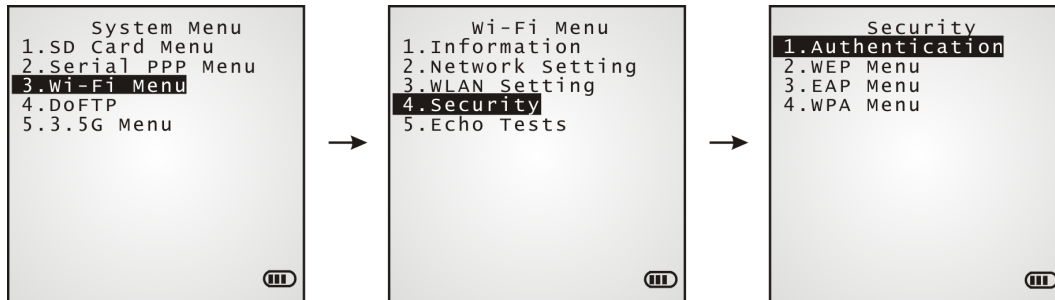 System Menu
1.SD Card Menu
2.Serial PPP Menu
3.Wi-Fi Menu
4.DoFTP
5.3.5G Menu
Wi-Fi Menu
1.Information
2.Network Setting
3.WLAN Setting
4.Security
5.Echo Tests
Security
1.Authentication
2.WEP Menu
3.EAP Menu
4.WPA Menu